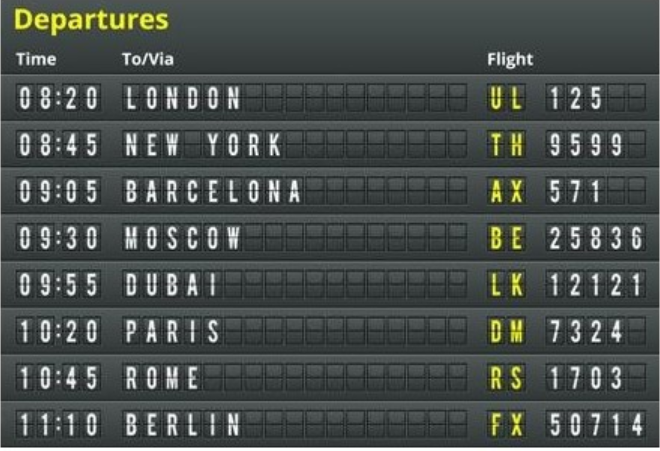 Departures
Time To/Via Flight
08:20 LONDON UL 125
08:45 NEW YORK TH 9599
09:05 BARCELONA AX 571
09:30 MOSCOW BE 25836
09:55 DUBAI LK 12121
10:20 PARIS DM 7324
10:45 ROME RS 1703
11:10 BERLIN FX 50714